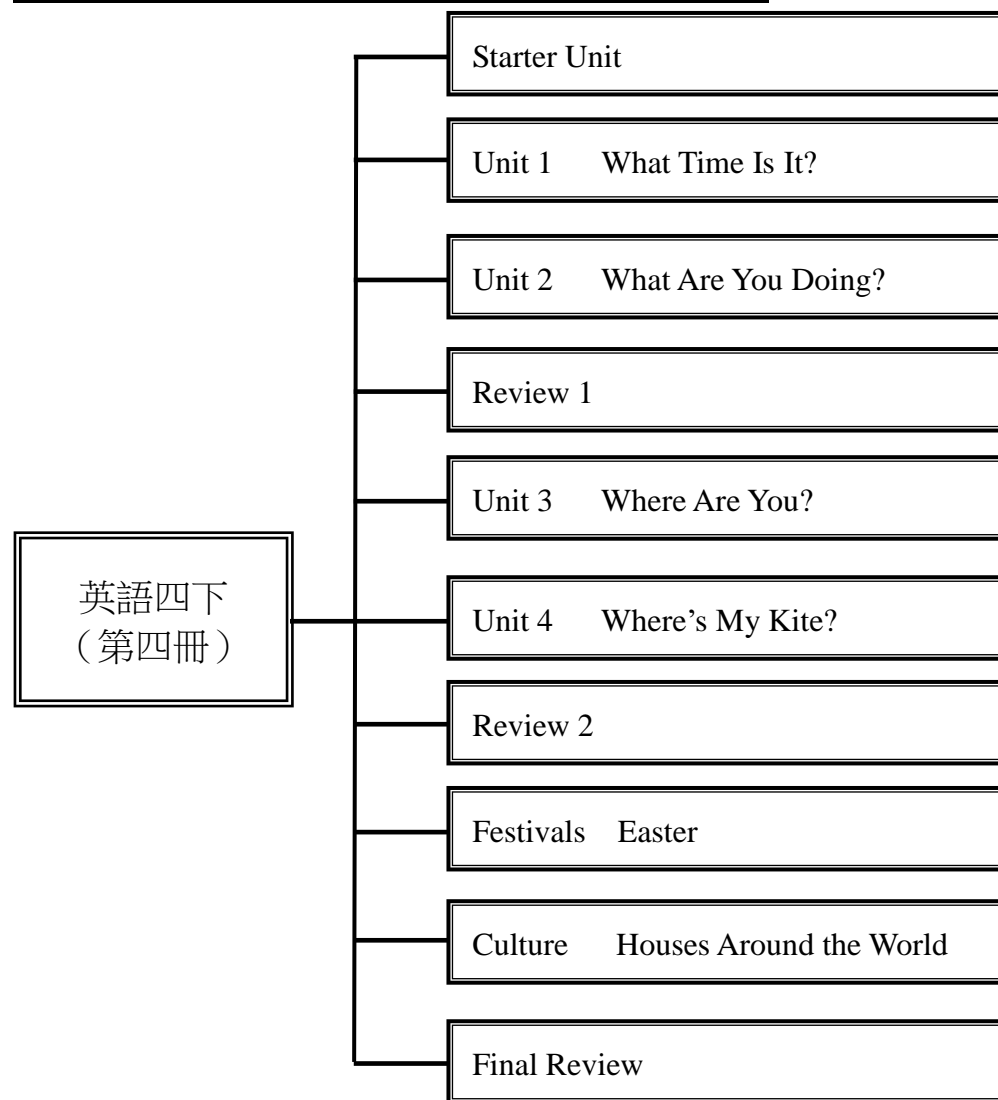 Starter Unit
Unit 1 What Time Is It?
Unit 2 What Are You Doing?
Review 1
Unit 3 Where Are You?
英語四下
（第四冊）
Unit 4 Where’s My Kite?
Review 2
Festivals Easter
Culture Houses Around the World
Final Review